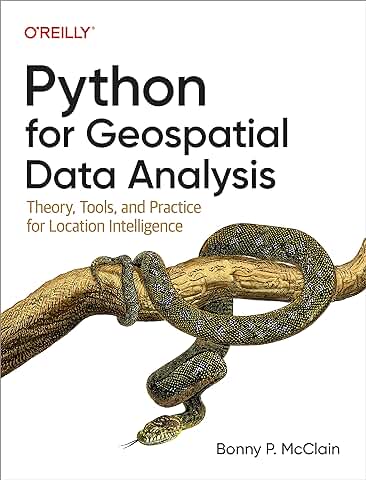 O'REILLY®
Python
for Geospatial
Data Analysis
Theory, Tools, and Practice
for Location Intelligence
Bonny P. McClain